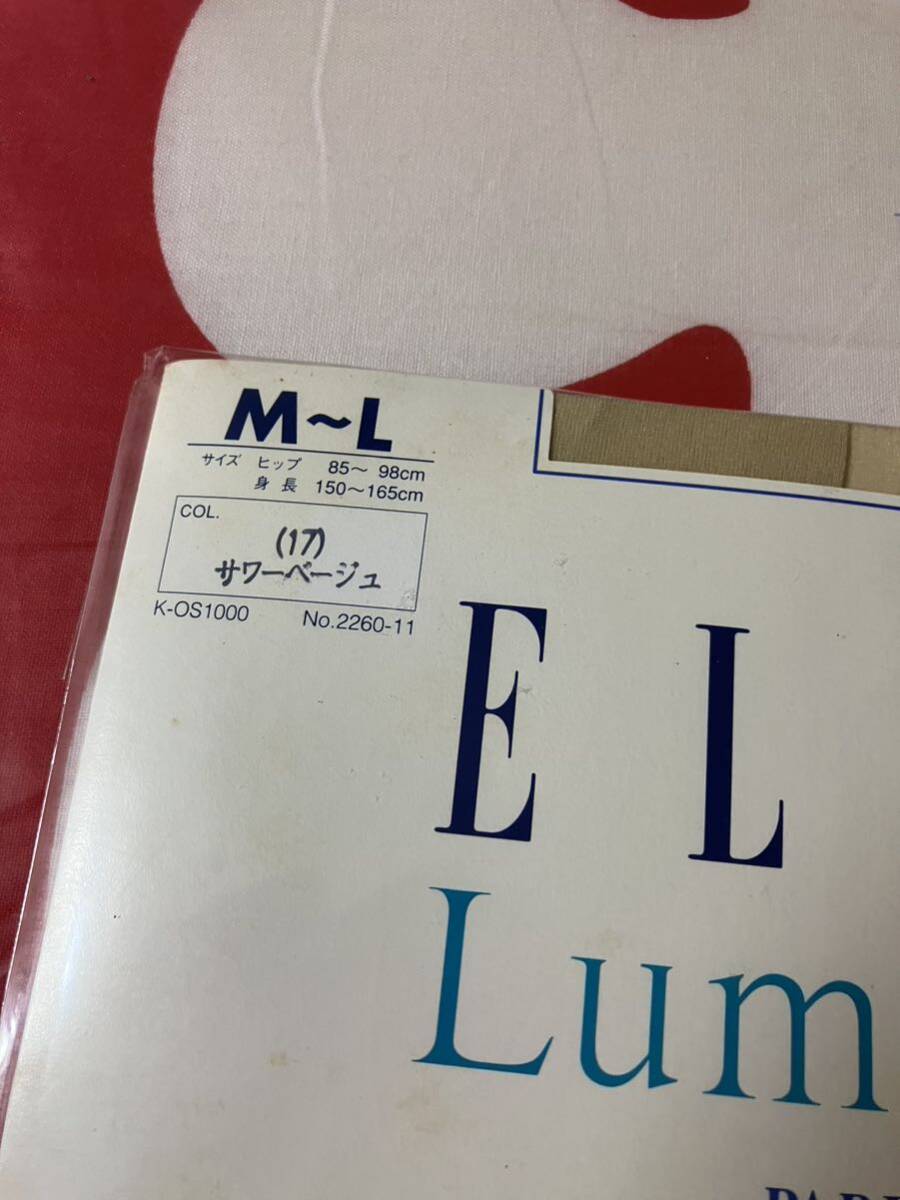 M〜L
サイズ ヒップ 85〜 98cm
身長 150〜165cm
COL.
(17)
サワーベージュ
K-OS1000 No.2260-11
E L
Lum